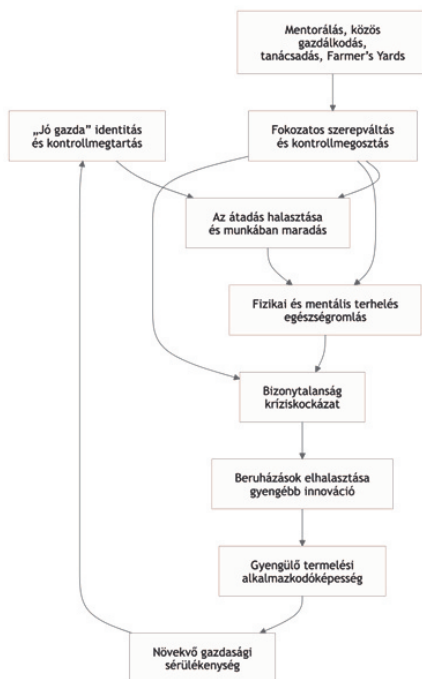 Mentorálás, közös
gazdálkodás,
tanácsadás, Farmer's Yards
„Jó gazda” identitás
és kontrollmegtartás
Fokozatos szerepváltás
és kontrollmegosztás
Az átadás halasztása
és munkában maradás
Fizikai és mentális terhelés
egészségromlás
Bizonytalanság
kríziskockázat
Beruházások elhalasztása
gyengébb innováció
Gyengülő termelési
alkalmazkodóképesség
Növekvő gazdasági
sérülékenység